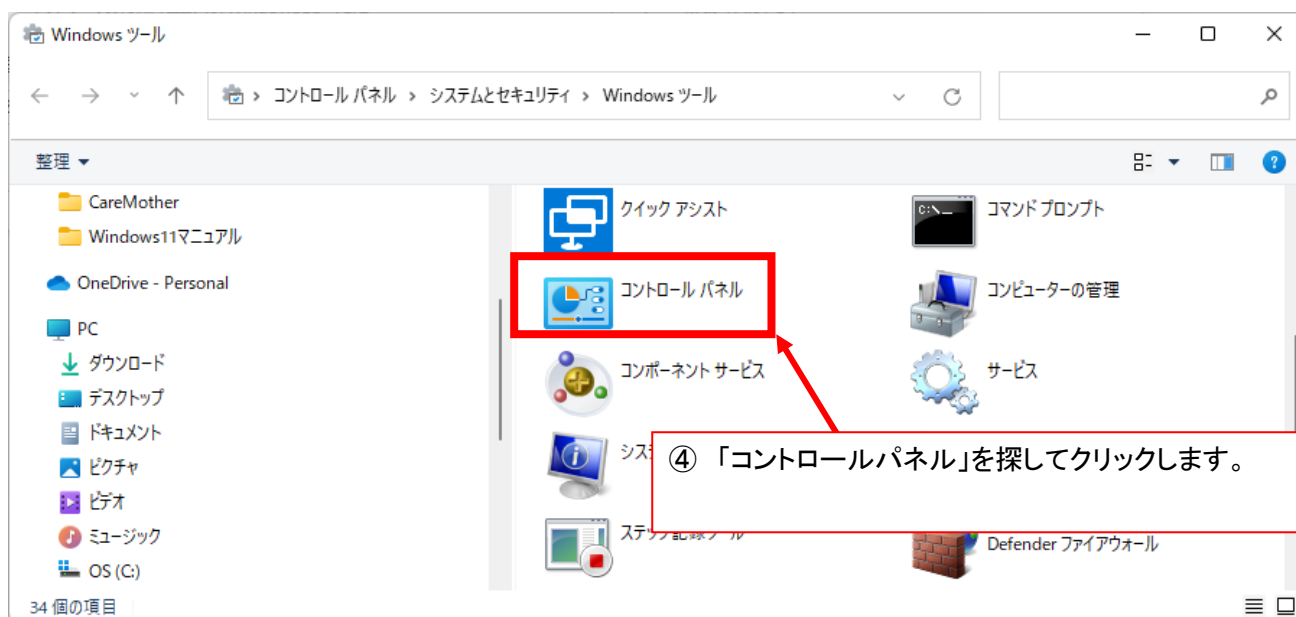 Windows ツール
コントロール パネル › システムとセキュリティ › Windows ツール
整理
CareMother
クイック アシスト
コマンド プロンプト
Windows11マニュアル
OneDrive - Personal
コントロール パネル
コンピューターの管理
PC
ダウンロード
コンポーネント サービス
サービス
デスクトップ
ドキュメント
④ 「コントロールパネル」を探してクリックします。
ピクチャ
ビデオ
ミュージック
Defender ファイアウォール
OS (C:)
34 個の項目